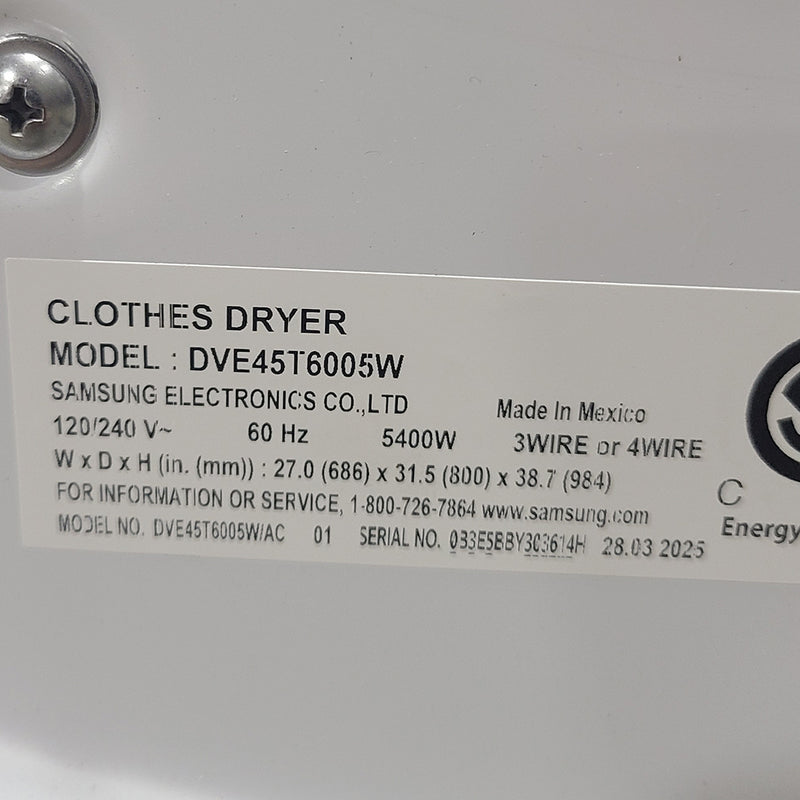 CLOTHES DRYER
MODEL : DVE45T6005W
SAMSUNG ELECTRONICS CO.,LTD Made In Mexico
120/240 V~ 60 Hz 5400W 3WIRE or 4WIRE
W x D x H (in. (mm)) : 27.0 (686) x 31.5 (800) x 38.7 (984)
FOR INFORMATION OR SERVICE, 1-800-726-7864 www.samsung.com
MODEL NO. DVE45T6005W/AC 01 SERIAL NO. 28.03 2025
C
Energy